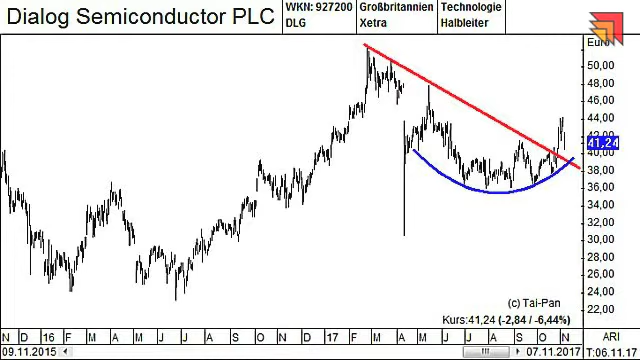 Dialog Semiconductor PLC
WKN: 927200 Großbritannien Technologie
DLG Xetra Halbleiter
Euro
50,00
48,00
46,00
44,00
42,00
41,24
40,00
38,00
36,00
34,00
32,00
30,00
28,00
26,00
24,00
22,00
(c) Tai-Pan
Kurs:41,24 (-2,84 / -6,44%)
N D 16 F M A M J J A S O N D 17 F M A M J J A S O N ARI
09.11.2015 07.11.2017 T:06.11.17